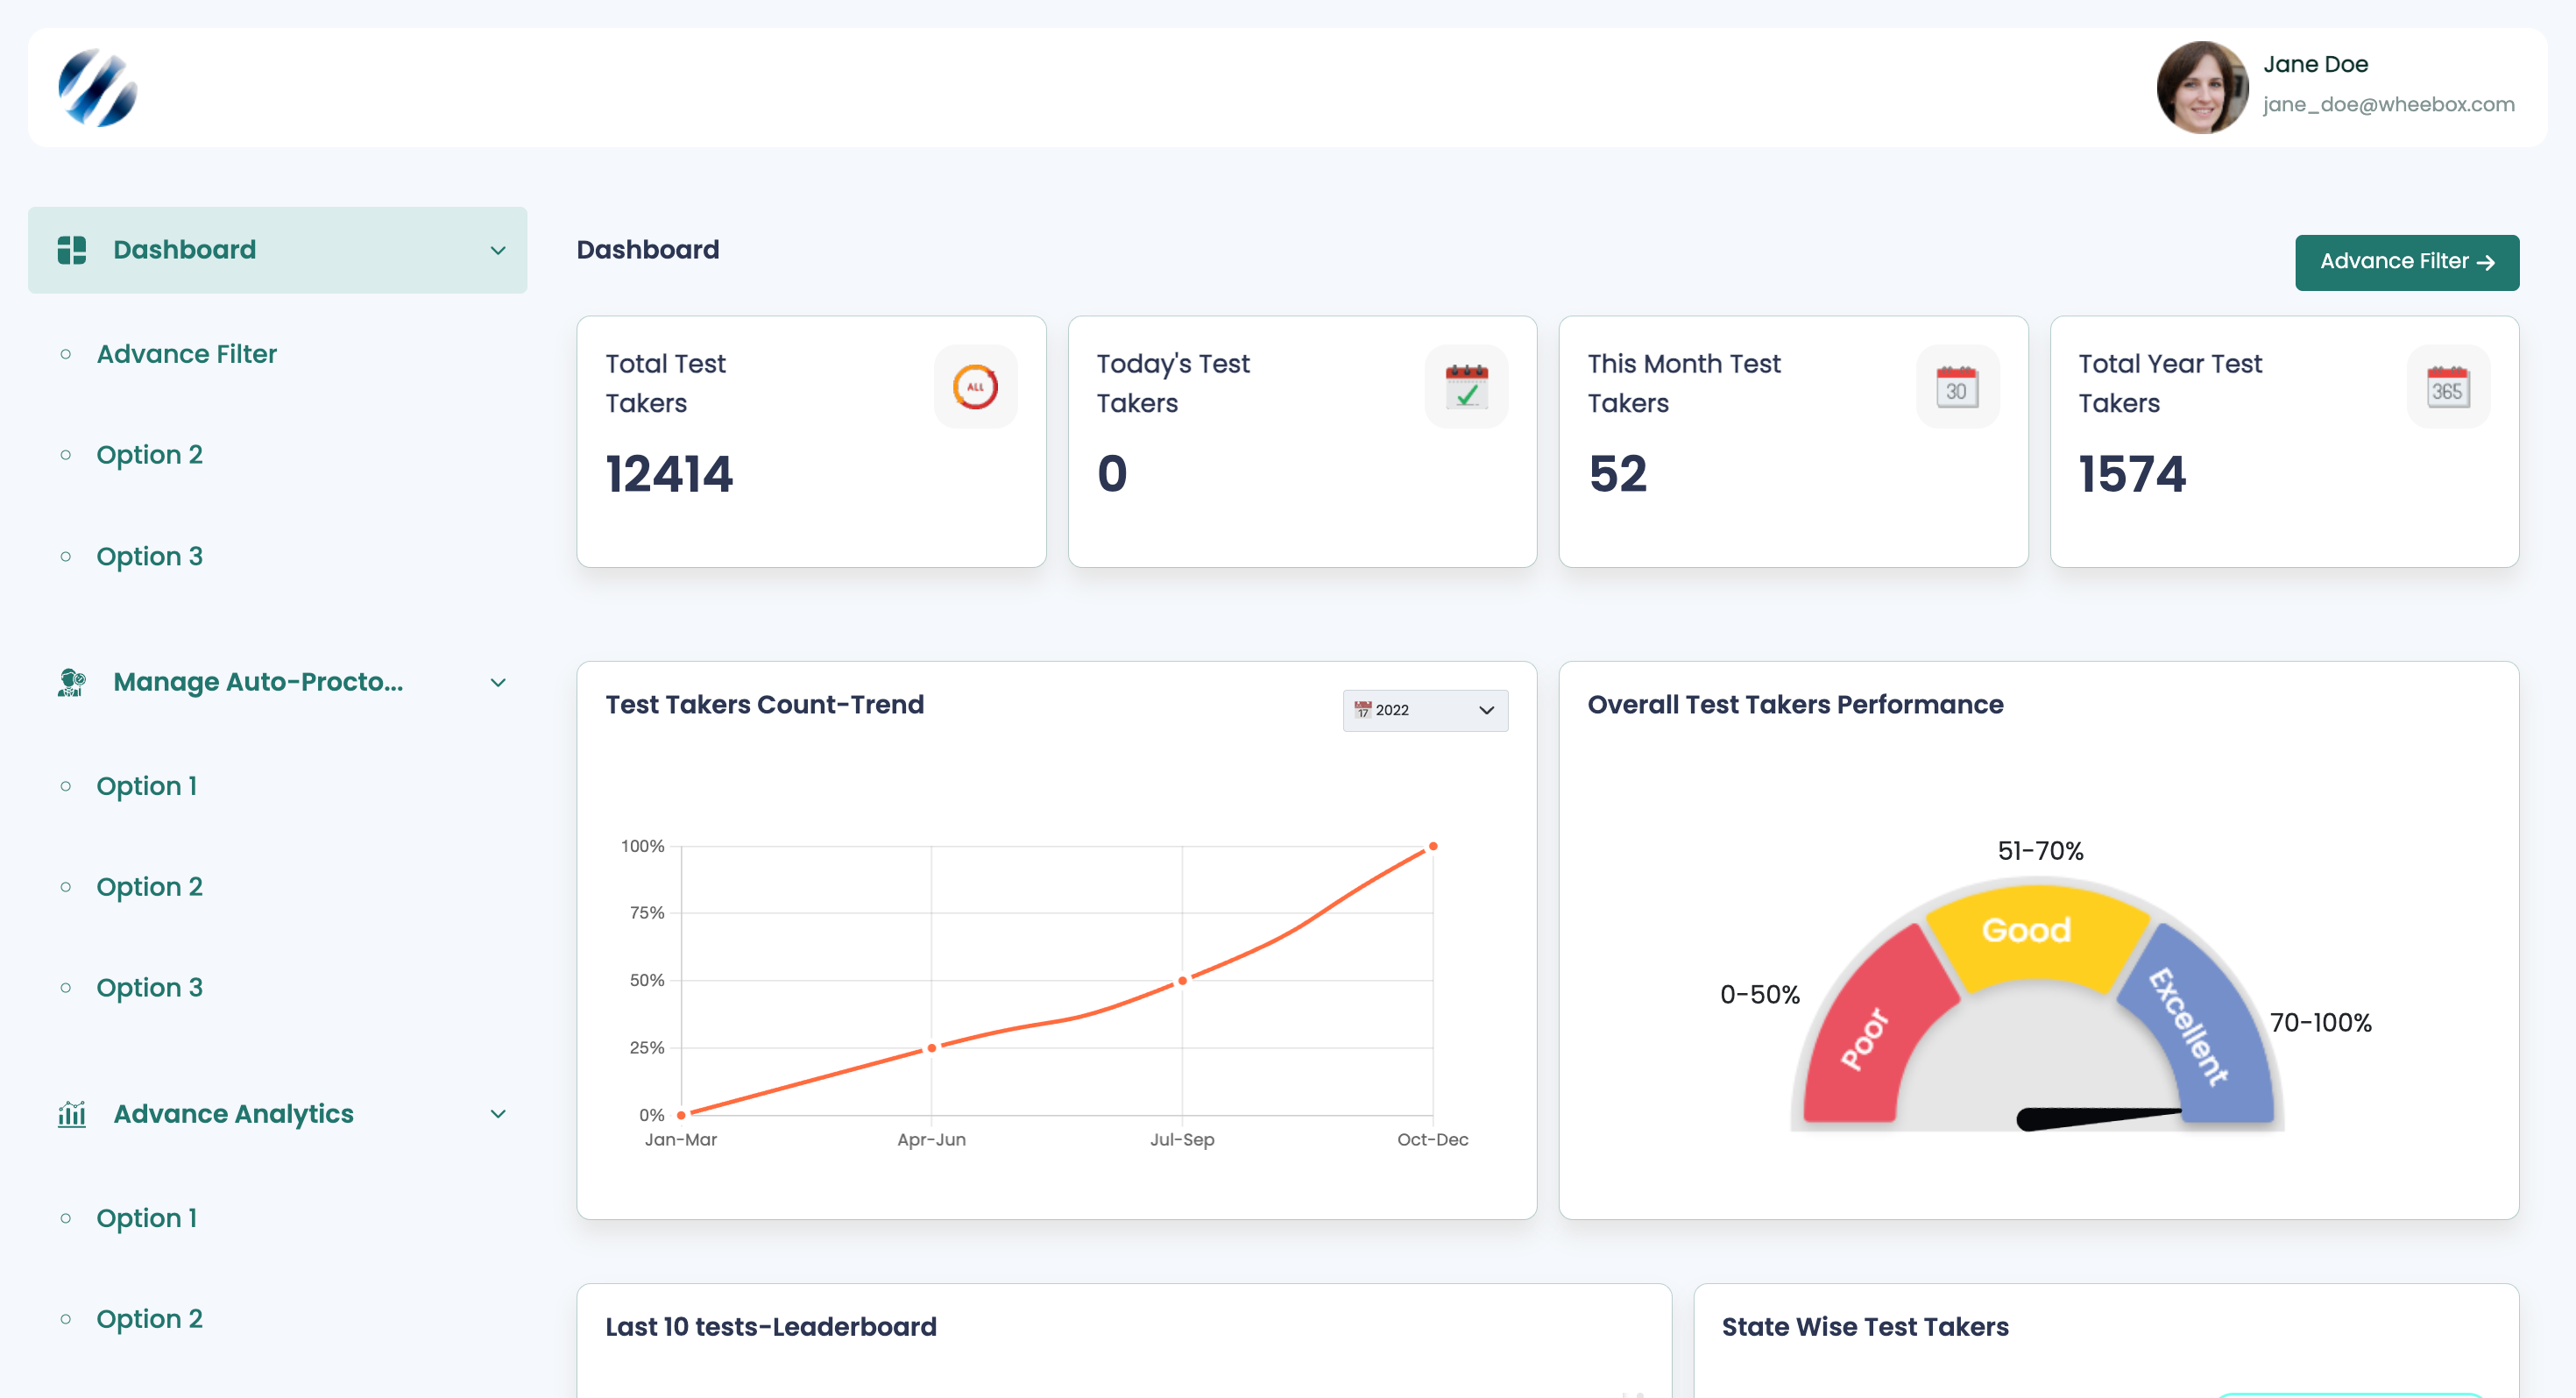 Jane Doe
jane_doe@wheebox.com
Dashboard
Advance Filter
Option 2
Option 3
Manage Auto-Procto...
Option 1
Option 2
Option 3
Advance Analytics
Option 1
Option 2
Dashboard
Advance Filter →
Total Test
Takers
ALL
12414
Today's Test
Takers
0
This Month Test
Takers
30
52
Total Year Test
Takers
365
1574
Test Takers Count-Trend
17 2022
100%
75%
50%
25%
0%
Jan-Mar
Apr-Jun
Jul-Sep
Oct-Dec
Overall Test Takers Performance
51-70%
Good
0-50%
Poor
Excellent
70-100%
Last 10 tests-Leaderboard
State Wise Test Takers